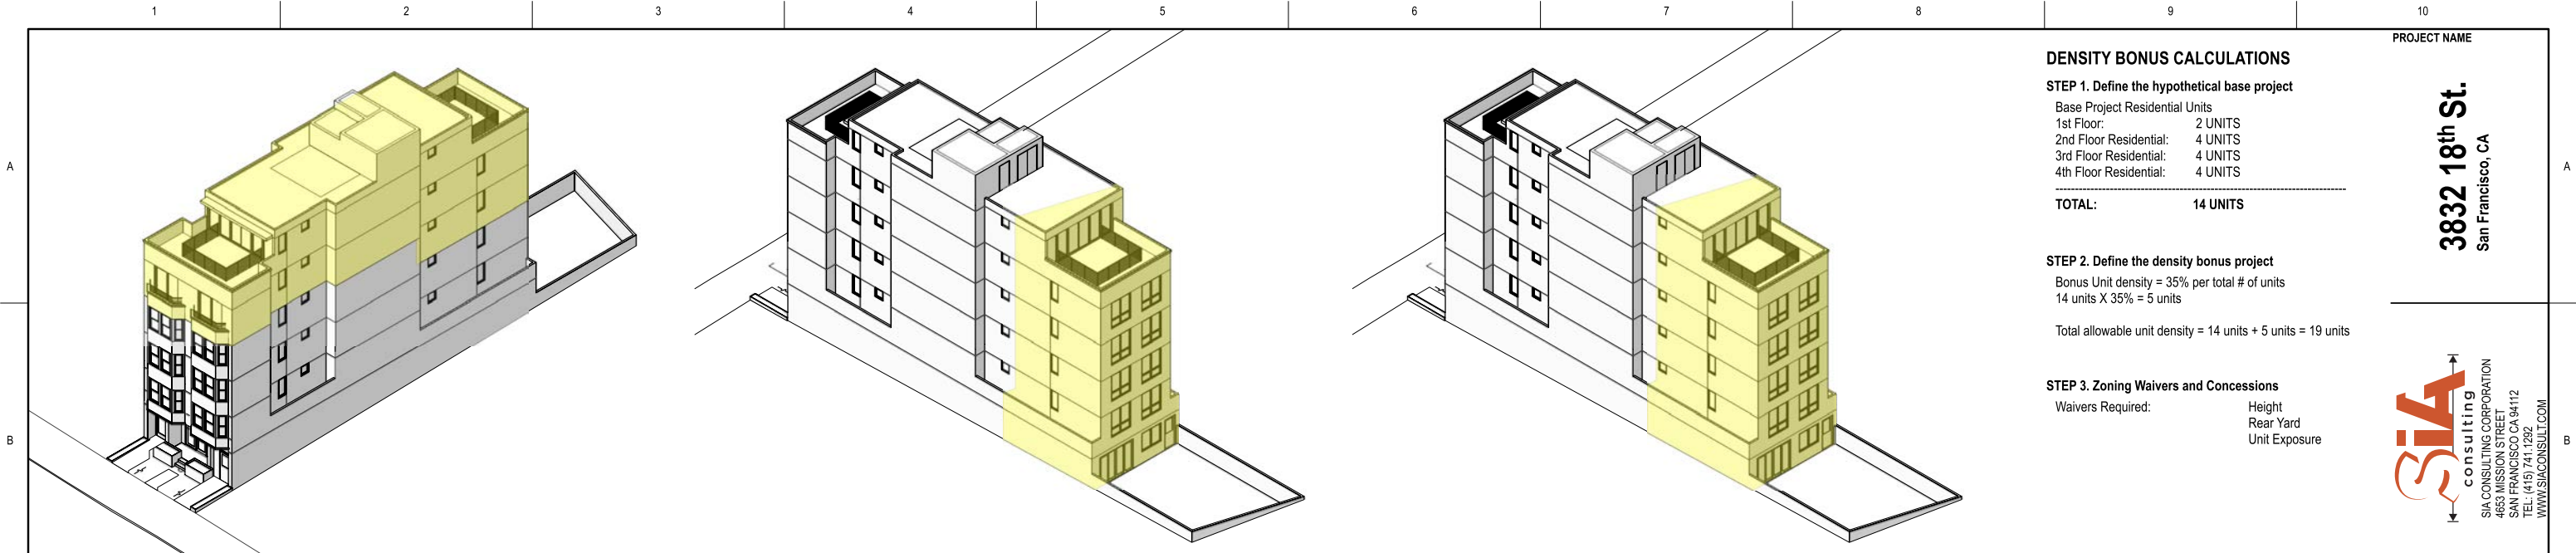 1 2 3 4 5 6 7 8 9 10
A A
B B
DENSITY BONUS CALCULATIONS
STEP 1. Define the hypothetical base project
Base Project Residential Units
1st Floor: 2 UNITS
2nd Floor Residential: 4 UNITS
3rd Floor Residential: 4 UNITS
4th Floor Residential: 4 UNITS
TOTAL: 14 UNITS
STEP 2. Define the density bonus project
Bonus Unit density = 35% per total # of units
14 units X 35% = 5 units
Total allowable unit density = 14 units + 5 units = 19 units
STEP 3. Zoning Waivers and Concessions
Waivers Required: Height
Rear Yard
Unit Exposure
PROJECT NAME
3832 18th St.
San Francisco, CA
SiA
consulting
SIA CONSULTING CORPORATION
4653 MISSION STREET
SAN FRANCISCO CA 94112
TEL: (415) 741.1292
WWW.SIACONSULT.COM